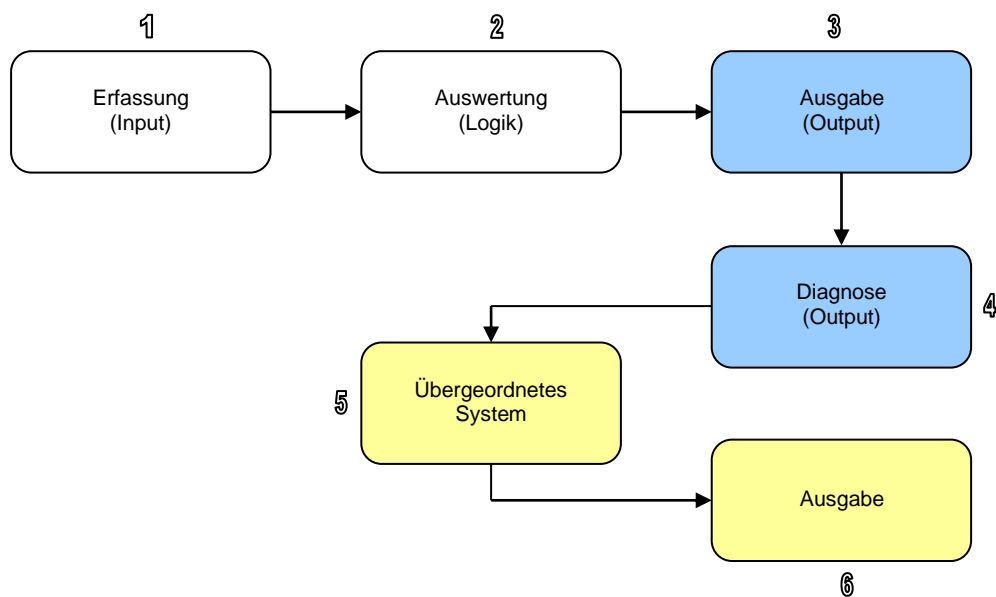 1
2
3
Erfassung
(Input)
Auswertung
(Logik)
Ausgabe
(Output)
Diagnose
(Output)
4
Übergeordnetes
System
5
Ausgabe
6